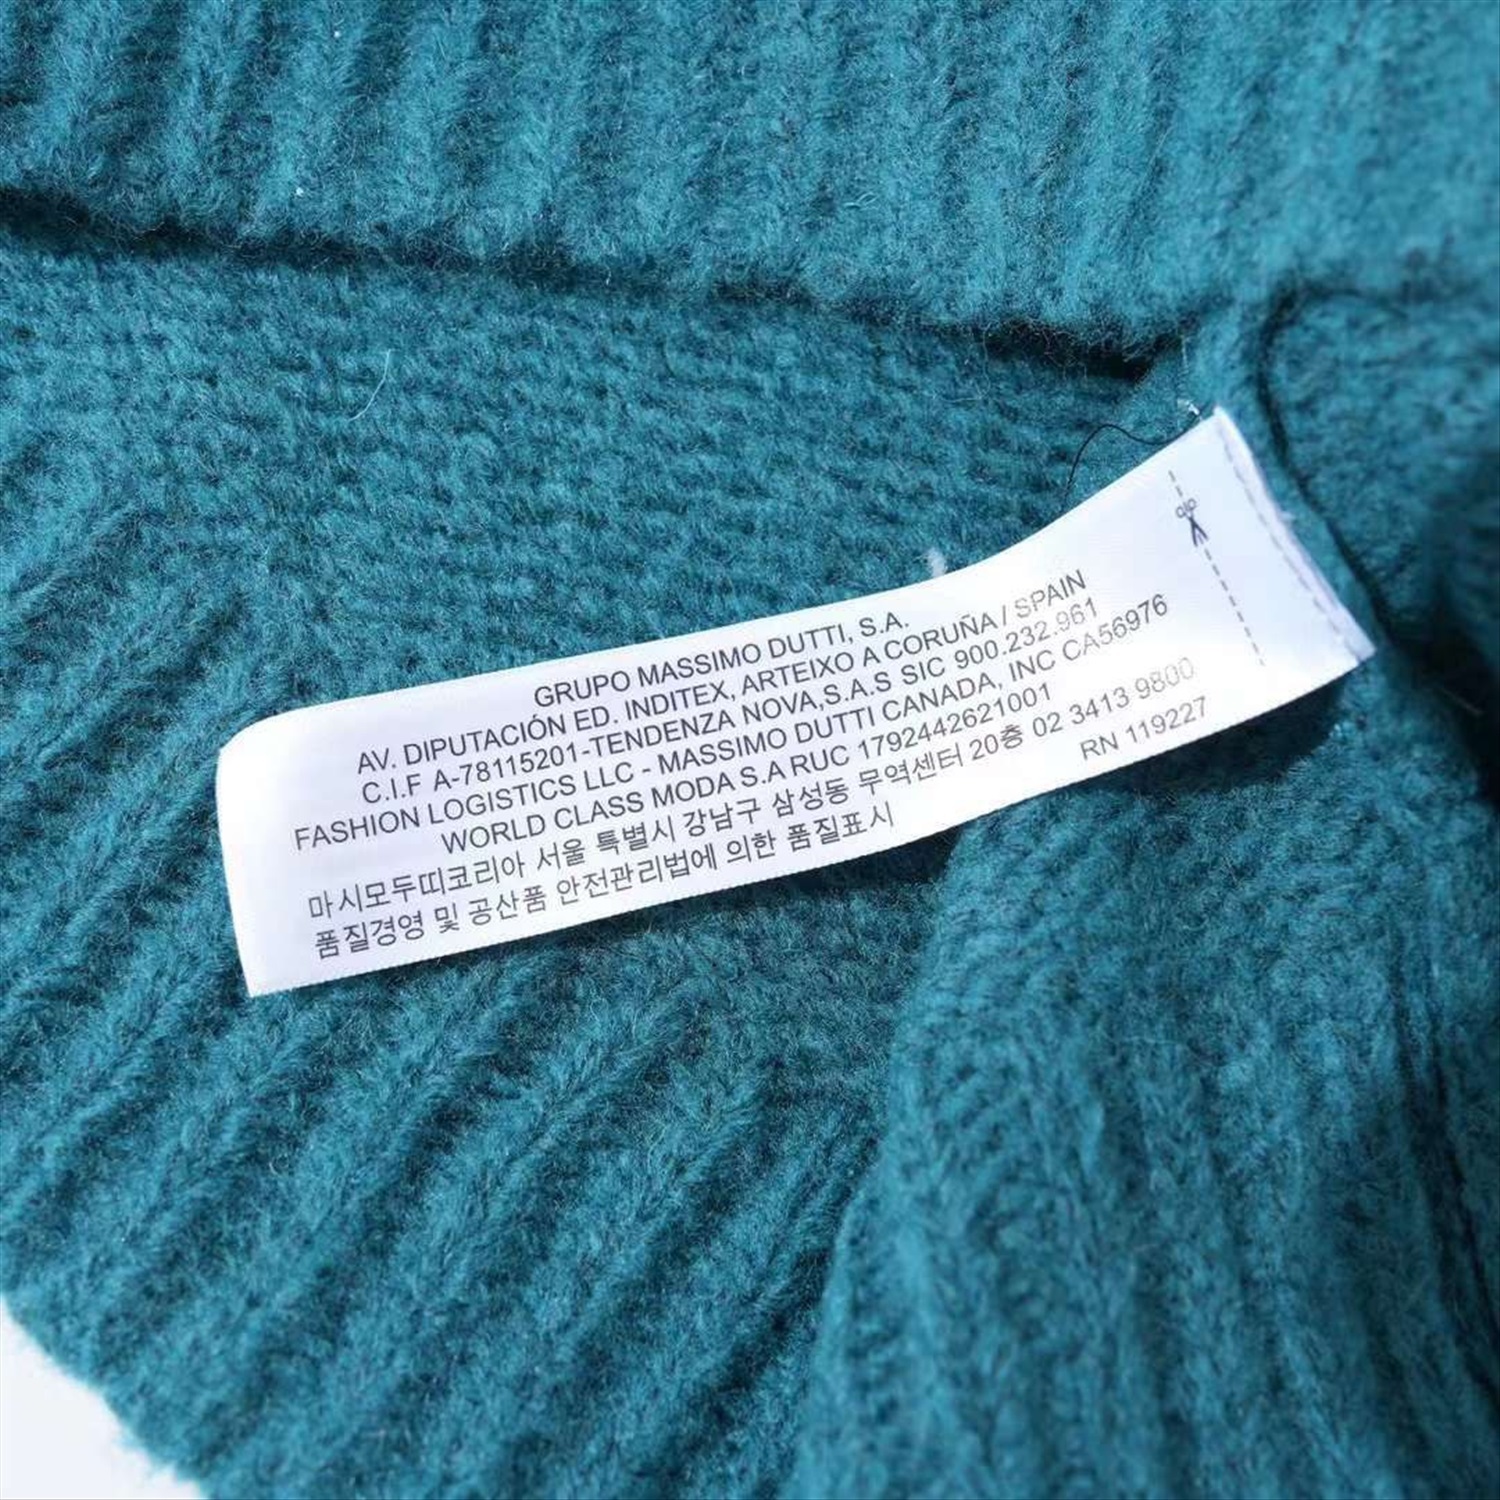 GRUPO MASSIMO DUTTI, S.A.
AV. DIPUTACIÓN ED. INDITEX, ARTEIXO A CORUÑA / SPAIN
C.I.F A-78115201-TENDENZA NOVA,S.A.S SIC 900.232.961
FASHION LOGISTICS LLC - MASSIMO DUTTI CANADA, INC CA56976
WORLD CLASS MODA S.A RUC 1792442621001
마시모두띠코리아 서울 특별시 강남구 삼성동 무역센터 20층 02 3413 9800
품질경영 및 공산품 안전관리법에 의한 품질표시
RN 119227